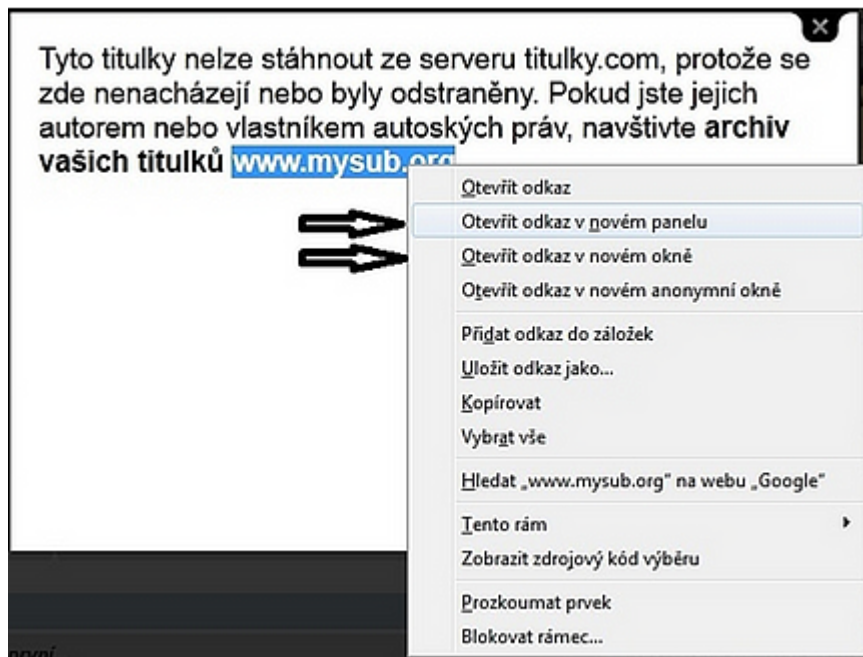 Tyto titulky nelze stáhnout ze serveru titulky.com, protože se
zde nenacházejí nebo byly odstraněny. Pokud jste jejich
autorem nebo vlastníkem autoských práv, navštivte archiv
vašich titulků www.mysub.org
Otevřít odkaz
Otevřít odkaz v novém panelu
Otevřít odkaz v novém okně
Otevřít odkaz v novém anonymní okně
Přidat odkaz do záložek
Uložit odkaz jako...
Kopírovat
Vybrat vše
Hledat „www.mysub.org“ na webu „Google“
Tento rám
Zobrazit zdrojový kód výběru
Prozkoumat prvek
Blokovat rámec...